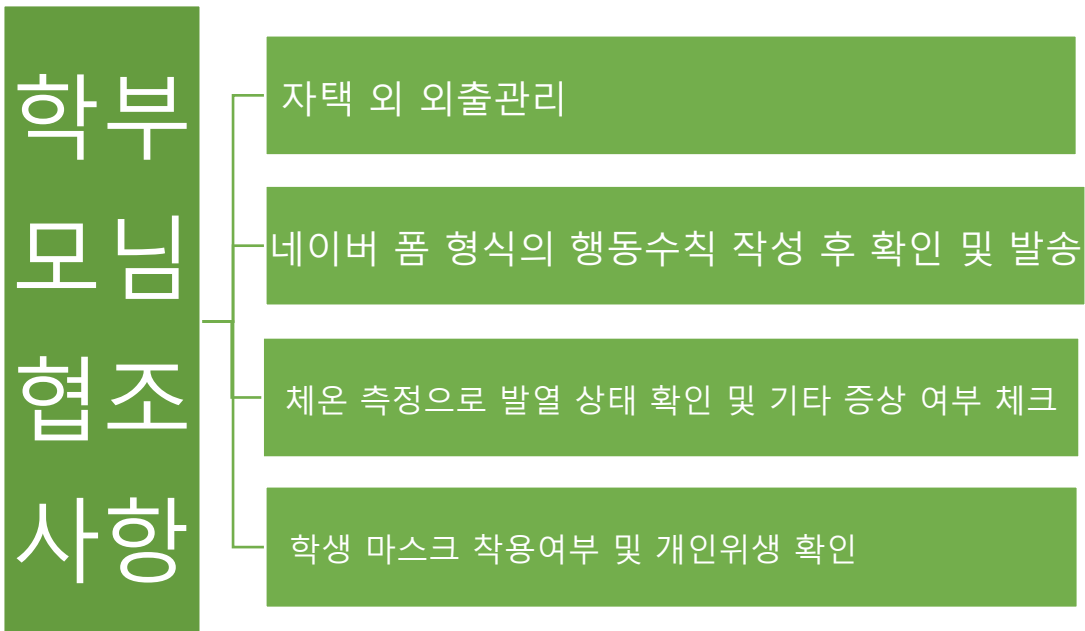 학부
모님
협조
사항
자택 외 외출관리
네이버 폼 형식의 행동수칙 작성 후 확인 및 발송
체온 측정으로 발열 상태 확인 및 기타 증상 여부 체크
학생 마스크 착용여부 및 개인위생 확인